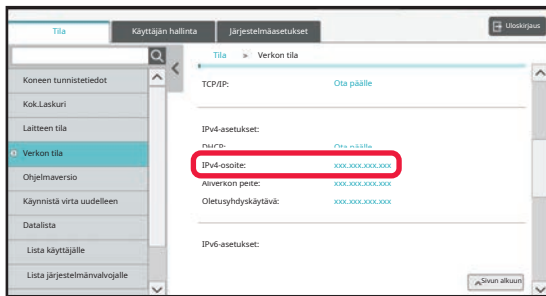 Tila
Käyttäjän hallinta
Järjestelmäasetukset
Uloskirjaus
Tila
Verkon tila
Koneen tunnistetiedot
Kok.Laskuri
Laitteen tila
Verkon tila
Ohjelmaversio
Käynnistä virta uudelleen
Datalista
Lista käyttäjälle
Lista järjestelmänvalvojalle
TCP/IP: Ota päälle
IPv4-asetukset:
DHCP: Ota päälle
IPv4-osoite: xxx.xxx.xxx.xxx
Aliverkon peite: xxx.xxx.xxx.xxx
Oletusyhdyskäytävä: xxx.xxx.xxx.xxx
IPv6-asetukset:
Sivun alkuun